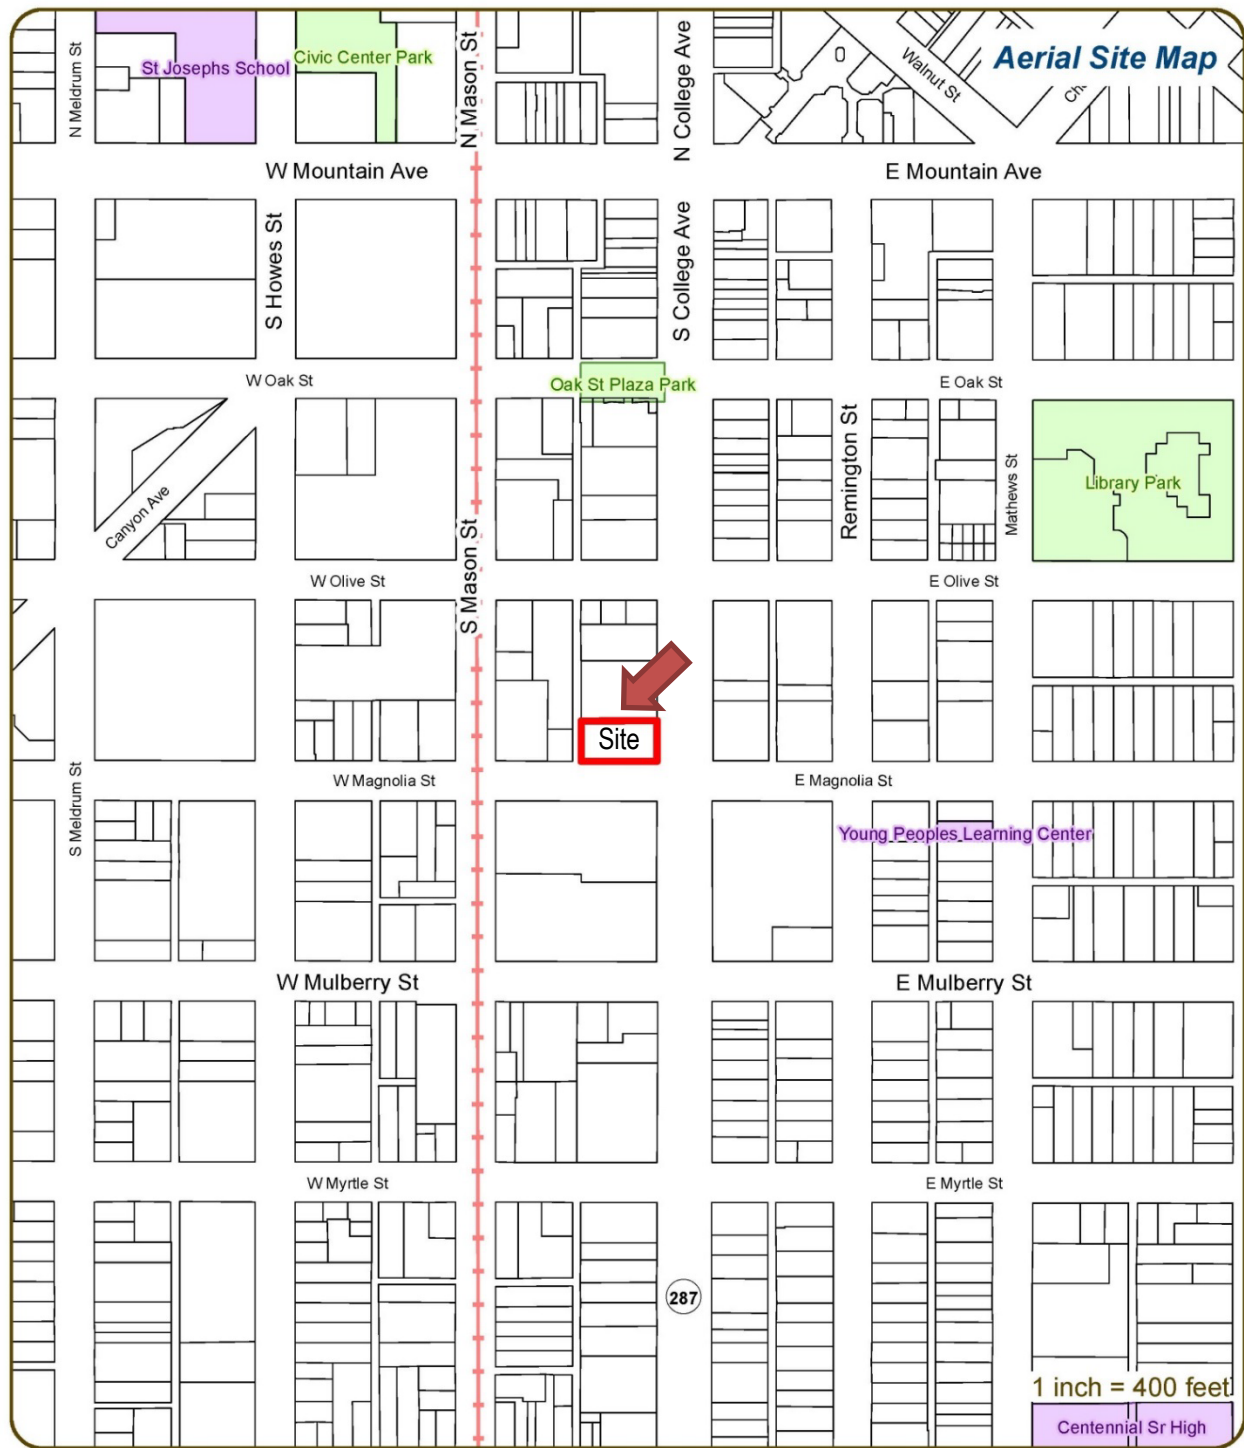 N Meldrum St
St Josephs School
Civic Center Park
N Mason St
N College Ave
Walnut St
Aerial Site Map
W Mountain Ave
E Mountain Ave
S Howes St
S College Ave
W Oak St
Oak St Plaza Park
E Oak St
Canyon Ave
Remington St
Mathews St
Library Park
S Mason St
W Olive St
E Olive St
Site
W Magnolia St
E Magnolia St
S Meldrum St
Young Peoples Learning Center
W Mulberry St
E Mulberry St
W Myrtle St
E Myrtle St
287
1 inch = 400 feet
Centennial Sr High